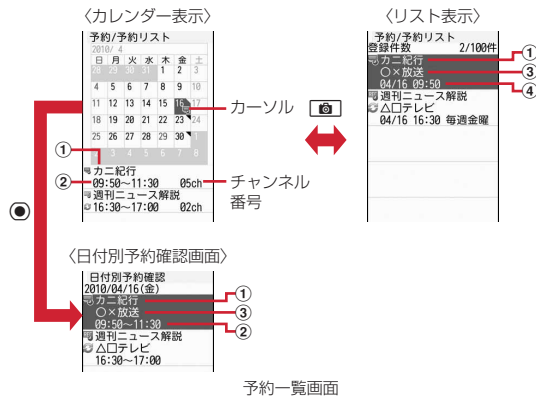 〈カレンダー表示〉
予約/予約リスト
2010/ 4
日 月 火 水 木 金 土
28 29 30 31 1 2 3
4 5 6 7 8 9 10
11 12 13 14 15 16 17
18 19 20 21 22 23 24
25 26 27 28 29 30 1
2 3 4 5 6 7 8
カニ紀行
09:50～11:30 05ch
週刊ニュース解説
16:30～17:00 02ch
①
②
カーソル
チャンネル
番号
〈リスト表示〉
予約/予約リスト
登録件数 2/100件
カニ紀行
○×放送
04/16 09:50
週刊ニュース解説
△□テレビ
04/16 16:30 毎週金曜
①
③
④
〈日付別予約確認画面〉
日付別予約確認
2010/04/16(金)
カニ紀行
○×放送
09:50～11:30
週刊ニュース解説
△□テレビ
16:30～17:00
①
③
②
予約一覧画面